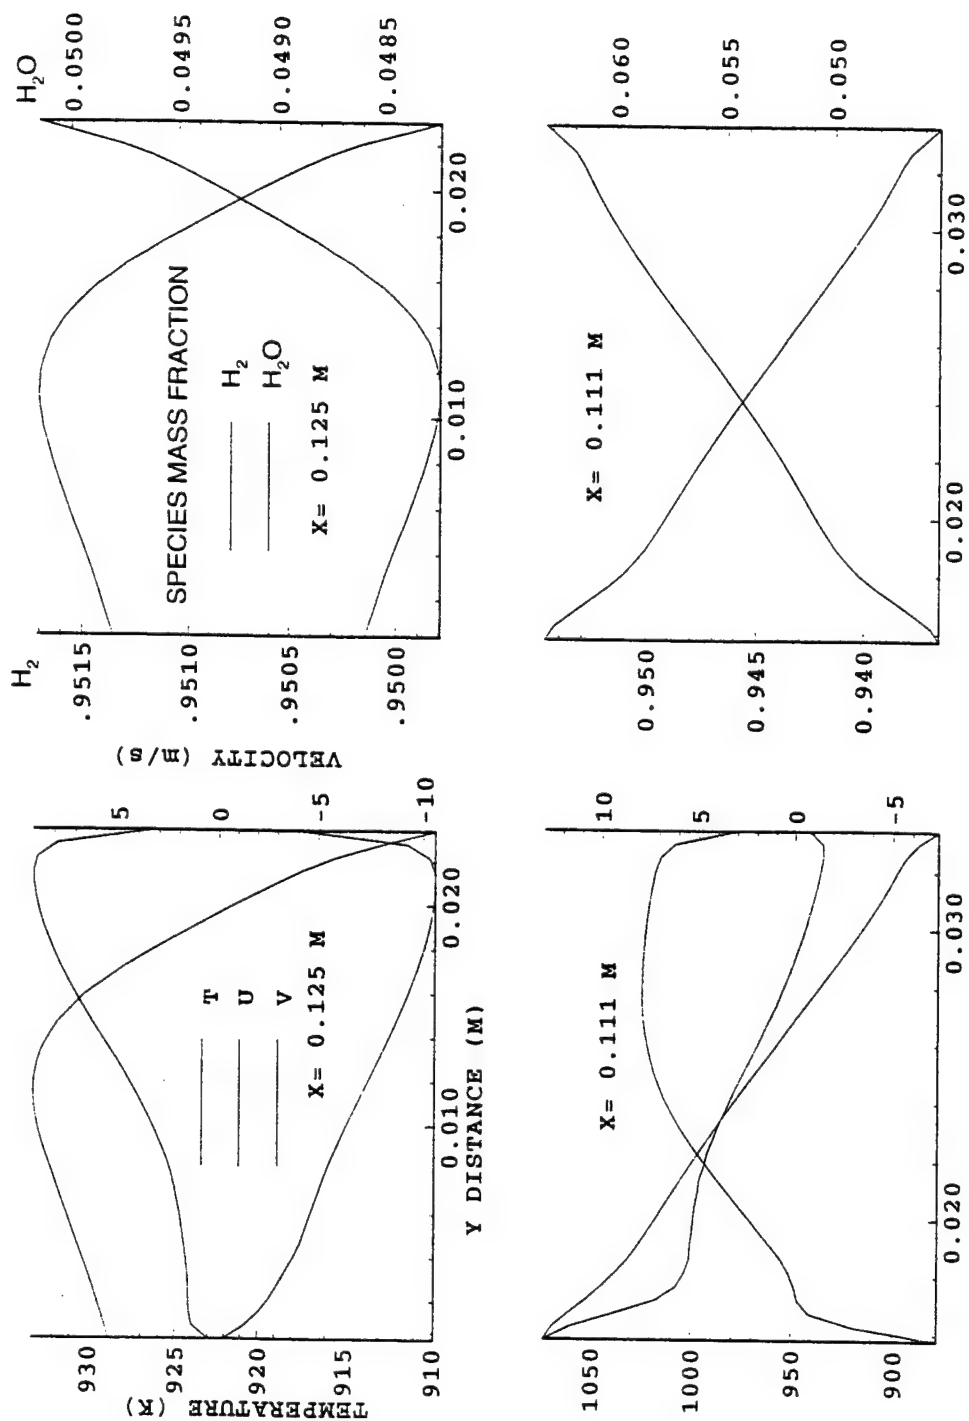 TEMPERATURE (K)
930
925
920
915
910
T
U
V
X= 0.125 M
0.010
0.020
Y DISTANCE (M)
5
0
-5
-10
VELOCITY (m/s)
H₂
.9515
.9510
.9505
.9500
SPECIES MASS FRACTION
H₂
H₂O
X= 0.125 M
0.010
0.020
H₂O
0.0500
0.0495
0.0490
0.0485
1050
1000
950
900
X= 0.111 M
0.020
0.030
10
5
0
-5
0.950
0.945
0.940
X= 0.111 M
0.020
0.030
0.060
0.055
0.050